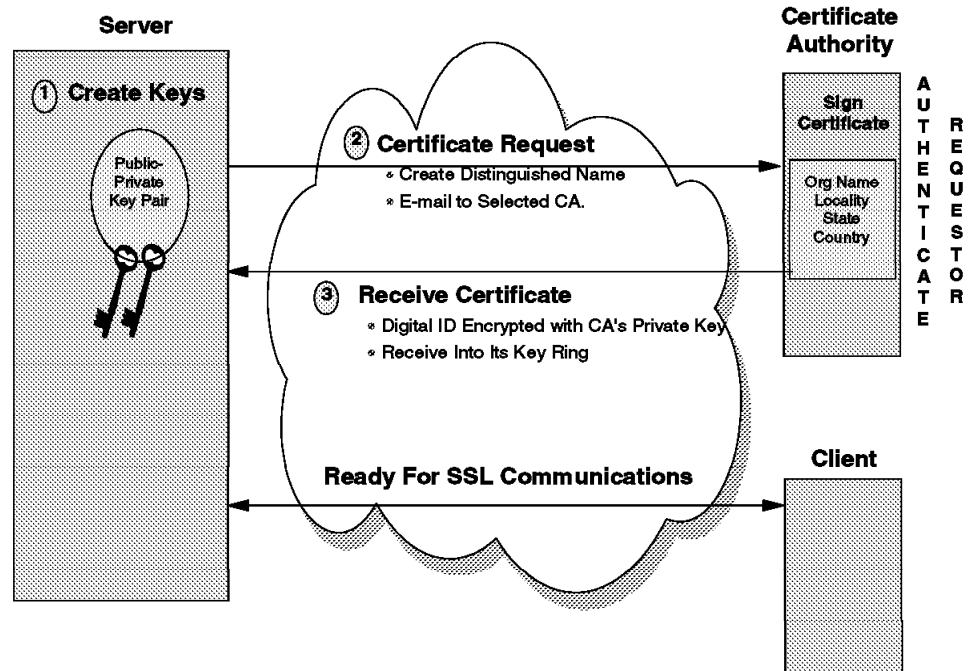 Server
Certificate
Authority
1 Create Keys
Public-
Private
Key Pair
2 Certificate Request
Create Distinguished Name
E-mail to Selected CA.
3 Receive Certificate
Digital ID Encrypted with CA's Private Key
Receive Into Its Key Ring
Sign
Certificate
Org Name
Locality
State
Country
AUTHENTICATE
REQUESTOR
Ready For SSL Communications
Client